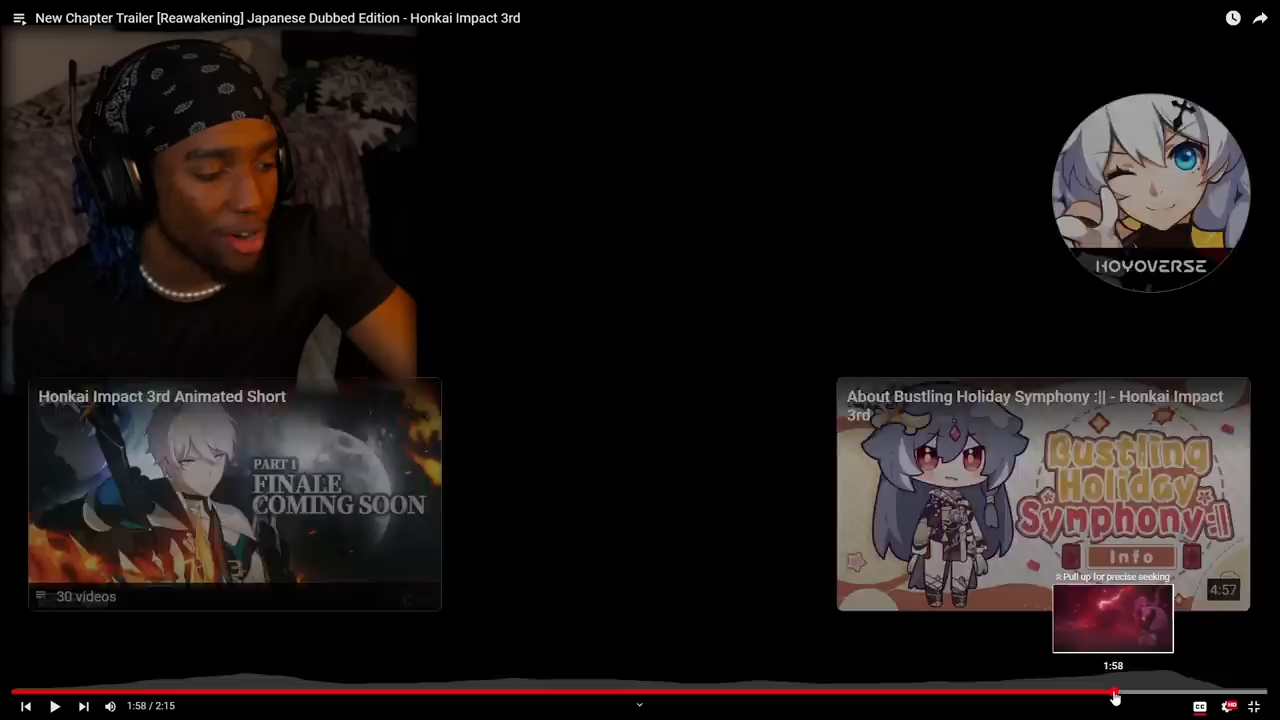 New Chapter Trailer [Reawakening] Japanese Dubbed Edition - Honkai Impact 3rd
HOYOVERSE
Honkai Impact 3rd Animated Short
PART 1
FINALE
COMING SOON
30 videos
About Bustling Holiday Symphony :|| - Honkai Impact
3rd
Bustling
Holiday
Symphony:||
Info
Pull up for precise seeking
4:57
1:58
1:58 / 2:15
CC
HD